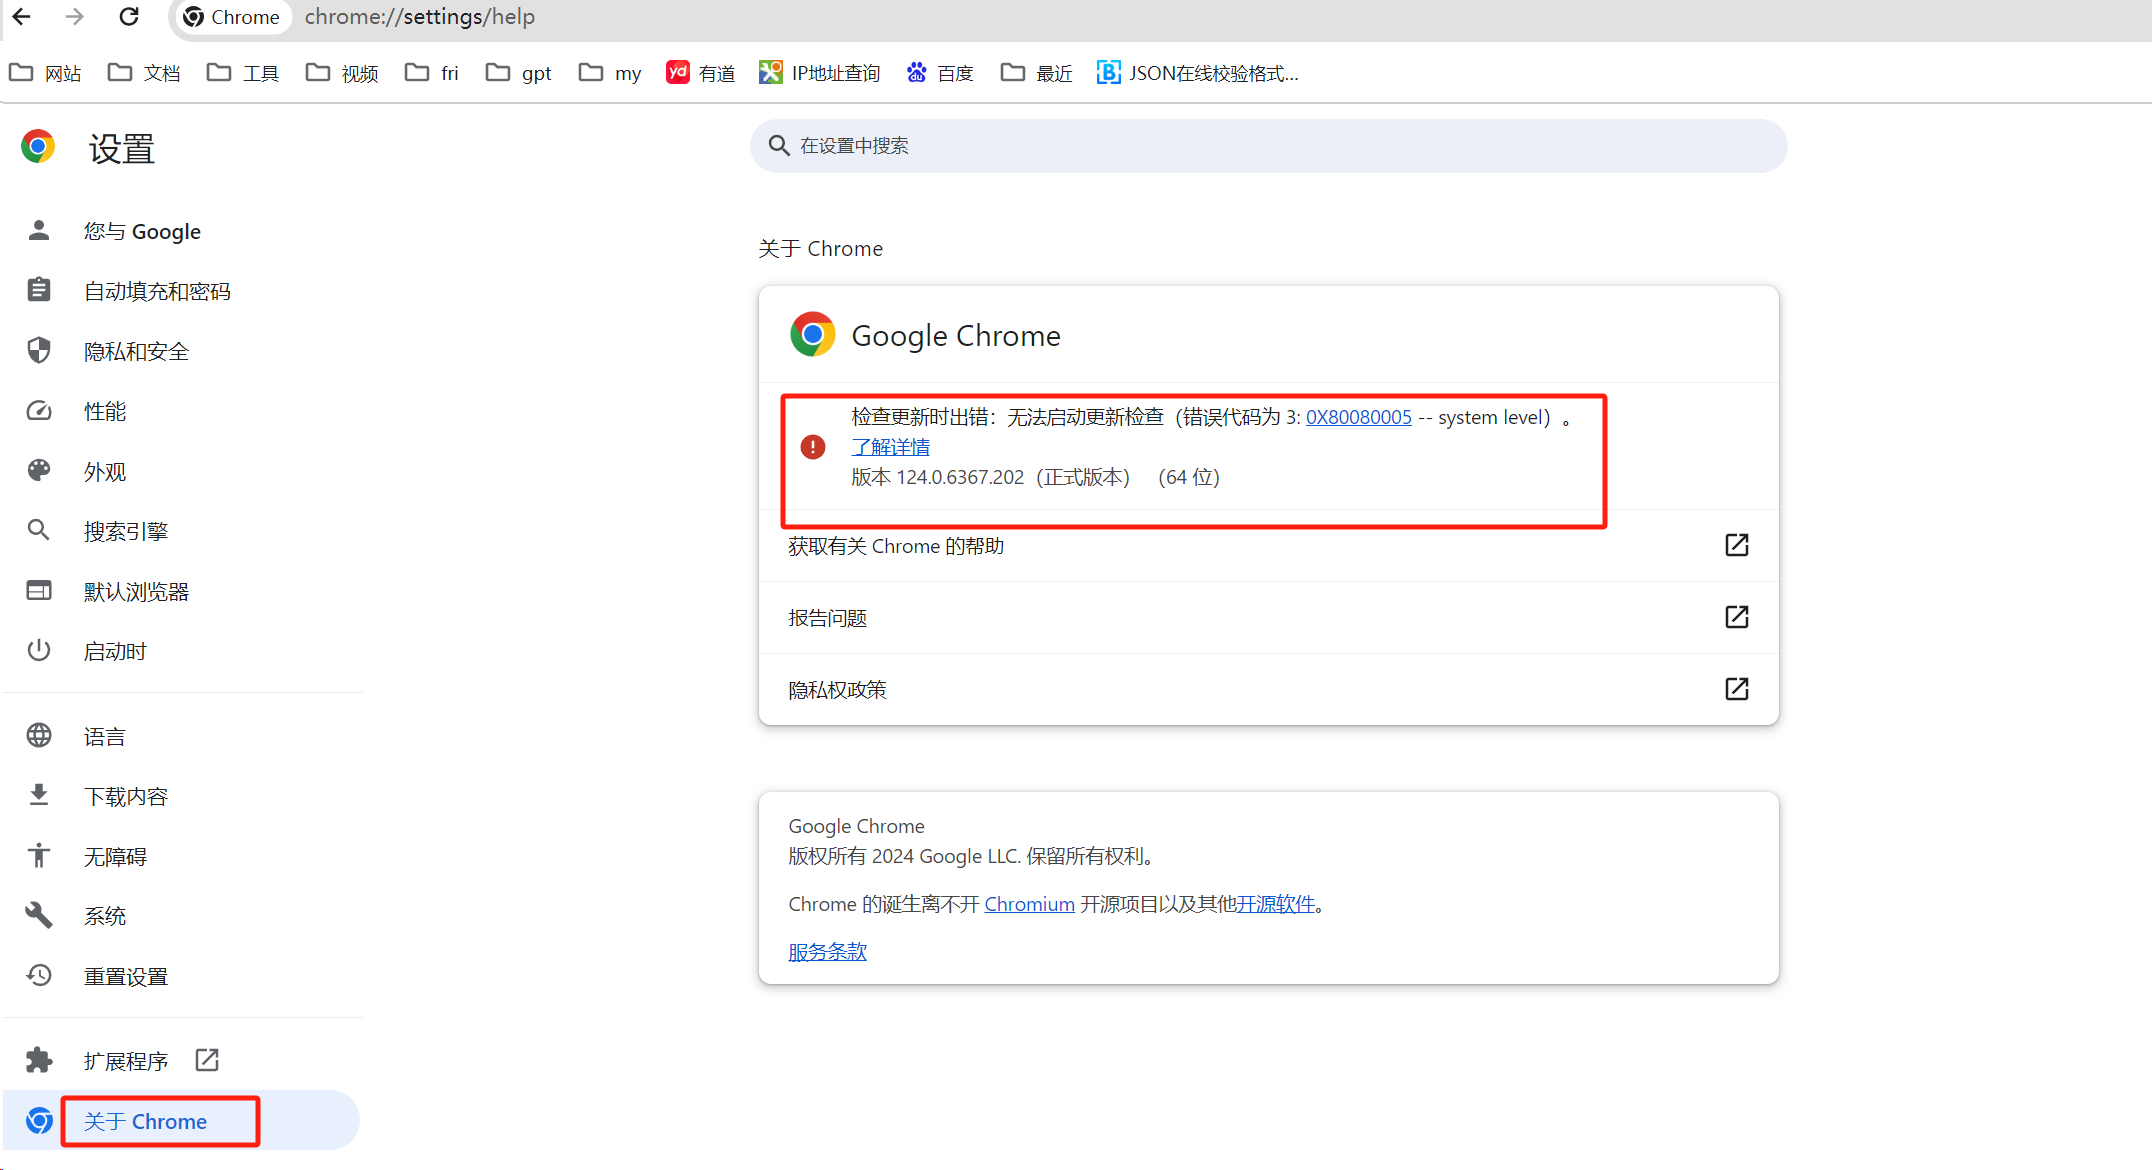 Chrome
chrome://settings/help
网站 文档 工具 视频 fri gpt my yd 有道 IP地址查询 du 百度 最近 B JSON在线校验格式...
设置
在设置中搜索
您与 Google
自动填充和密码
隐私和安全
性能
外观
搜索引擎
默认浏览器
启动时
语言
下载内容
无障碍
系统
重置设置
扩展程序
关于 Chrome
关于 Chrome
Google Chrome
检查更新时出错：无法启动更新检查（错误代码为 3: 0X80080005 -- system level）。
了解详情
版本 124.0.6367.202（正式版本） （64 位）
获取有关 Chrome 的帮助
报告问题
隐私权政策
Google Chrome
版权所有 2024 Google LLC. 保留所有权利。
Chrome 的诞生离不开 Chromium 开源项目以及其他开源软件。
服务条款